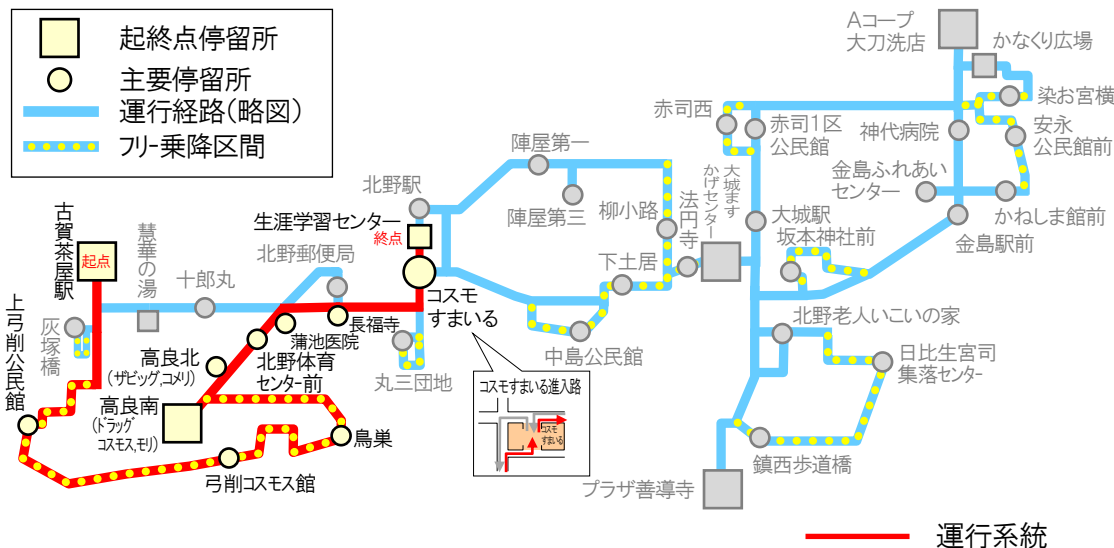 起終点停留所
主要停留所
運行経路(略図)
フリー乗降区間
Aコープ
大刀洗店
かなくり広場
赤司西
赤司1区
公民館
神代病院
染お宮横
安永
公民館前
金島ふれあい
センター
かねしま館前
金島駅前
陣屋第一
陣屋第三
北野駅
柳小路
法円寺
大城ます
かげセンター
大城駅
坂本神社前
生涯学習センター
終点
古賀茶屋駅
起点
慧華の湯
十郎丸
北野郵便局
コスモ
すまいる
下土居
中島公民館
灰塚橋
上弓削公民館
長福寺
蒲池医院
北野体育
センター前
高良北
(ザビッグ,コメリ)
高良南
(ドラッグ
コスモス,モリ)
丸三団地
コスモすまいる進入路
コスモ
すまいる
北野老人いこいの家
日比生宮司
集落センター
鳥巣
弓削コスモス館
鎮西歩道橋
プラザ善導寺
運行系統